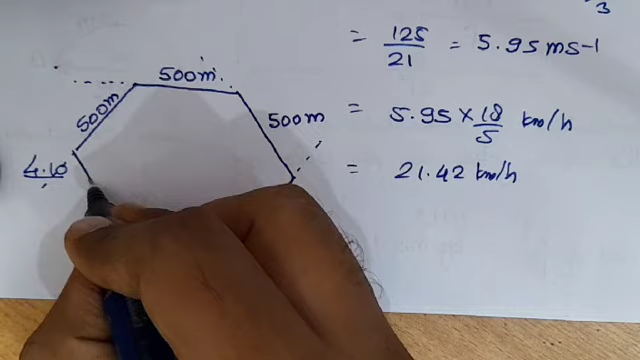 3
= 125/21 = 5.95 ms-1
500m
500m
500m
= 5.95 × 18/5 km/h
4.10
= 21.42 km/h